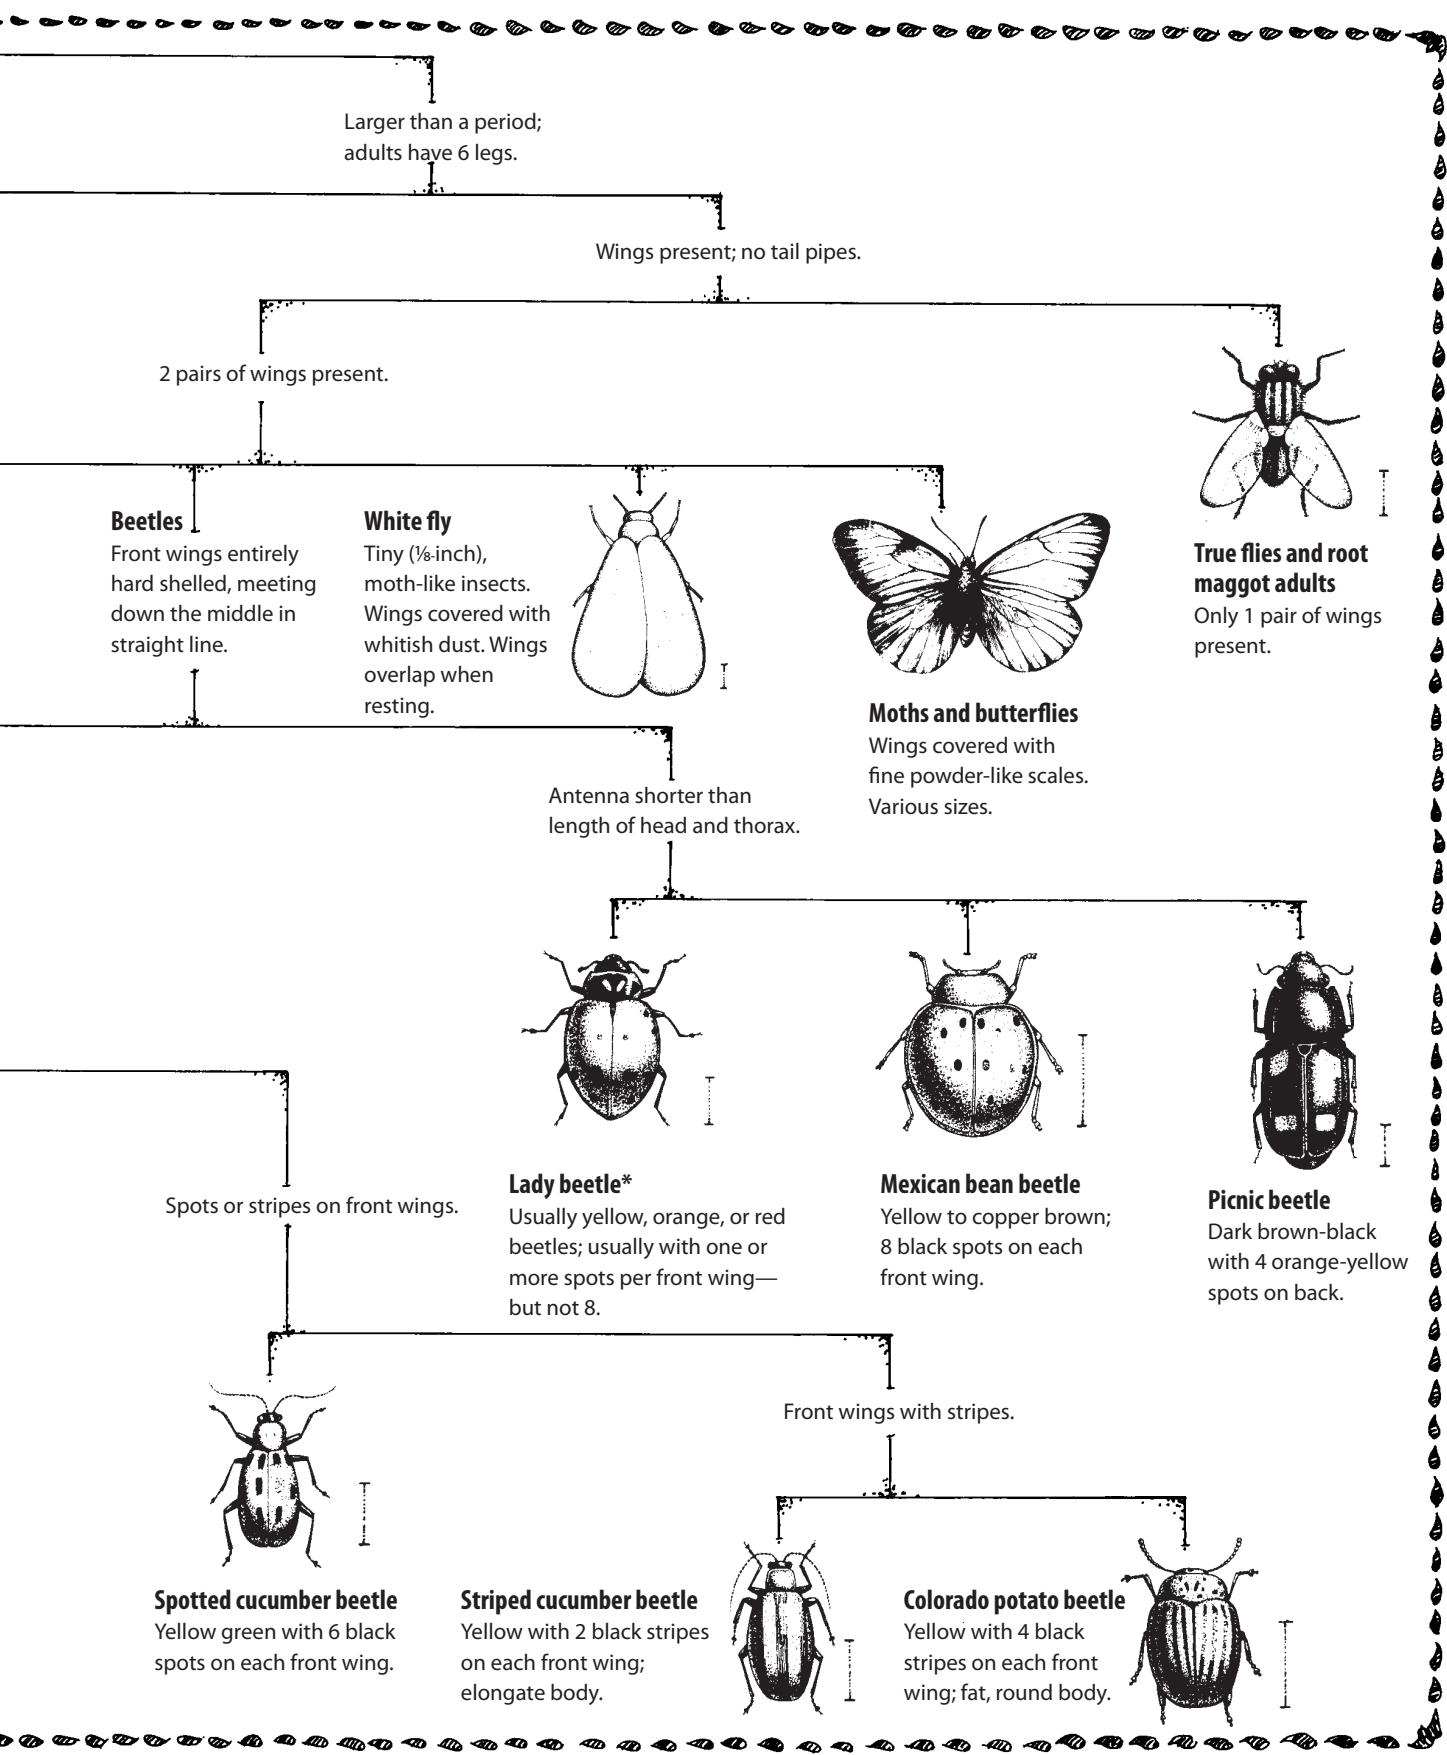 Larger than a period;
adults have 6 legs.
Wings present; no tail pipes.
2 pairs of wings present.
Beetles
Front wings entirely
hard shelled, meeting
down the middle in
straight line.
White fly
Tiny (⅛-inch),
moth-like insects.
Wings covered with
whitish dust. Wings
overlap when
resting.
Moths and butterflies
Wings covered with
fine powder-like scales.
Various sizes.
True flies and root
maggot adults
Only 1 pair of wings
present.
Antenna shorter than
length of head and thorax.
Lady beetle*
Usually yellow, orange, or red
beetles; usually with one or
more spots per front wing—
but not 8.
Mexican bean beetle
Yellow to copper brown;
8 black spots on each
front wing.
Picnic beetle
Dark brown-black
with 4 orange-yellow
spots on back.
Spots or stripes on front wings.
Front wings with stripes.
Spotted cucumber beetle
Yellow green with 6 black
spots on each front wing.
Striped cucumber beetle
Yellow with 2 black stripes
on each front wing;
elongate body.
Colorado potato beetle
Yellow with 4 black
stripes on each front
wing; fat, round body.